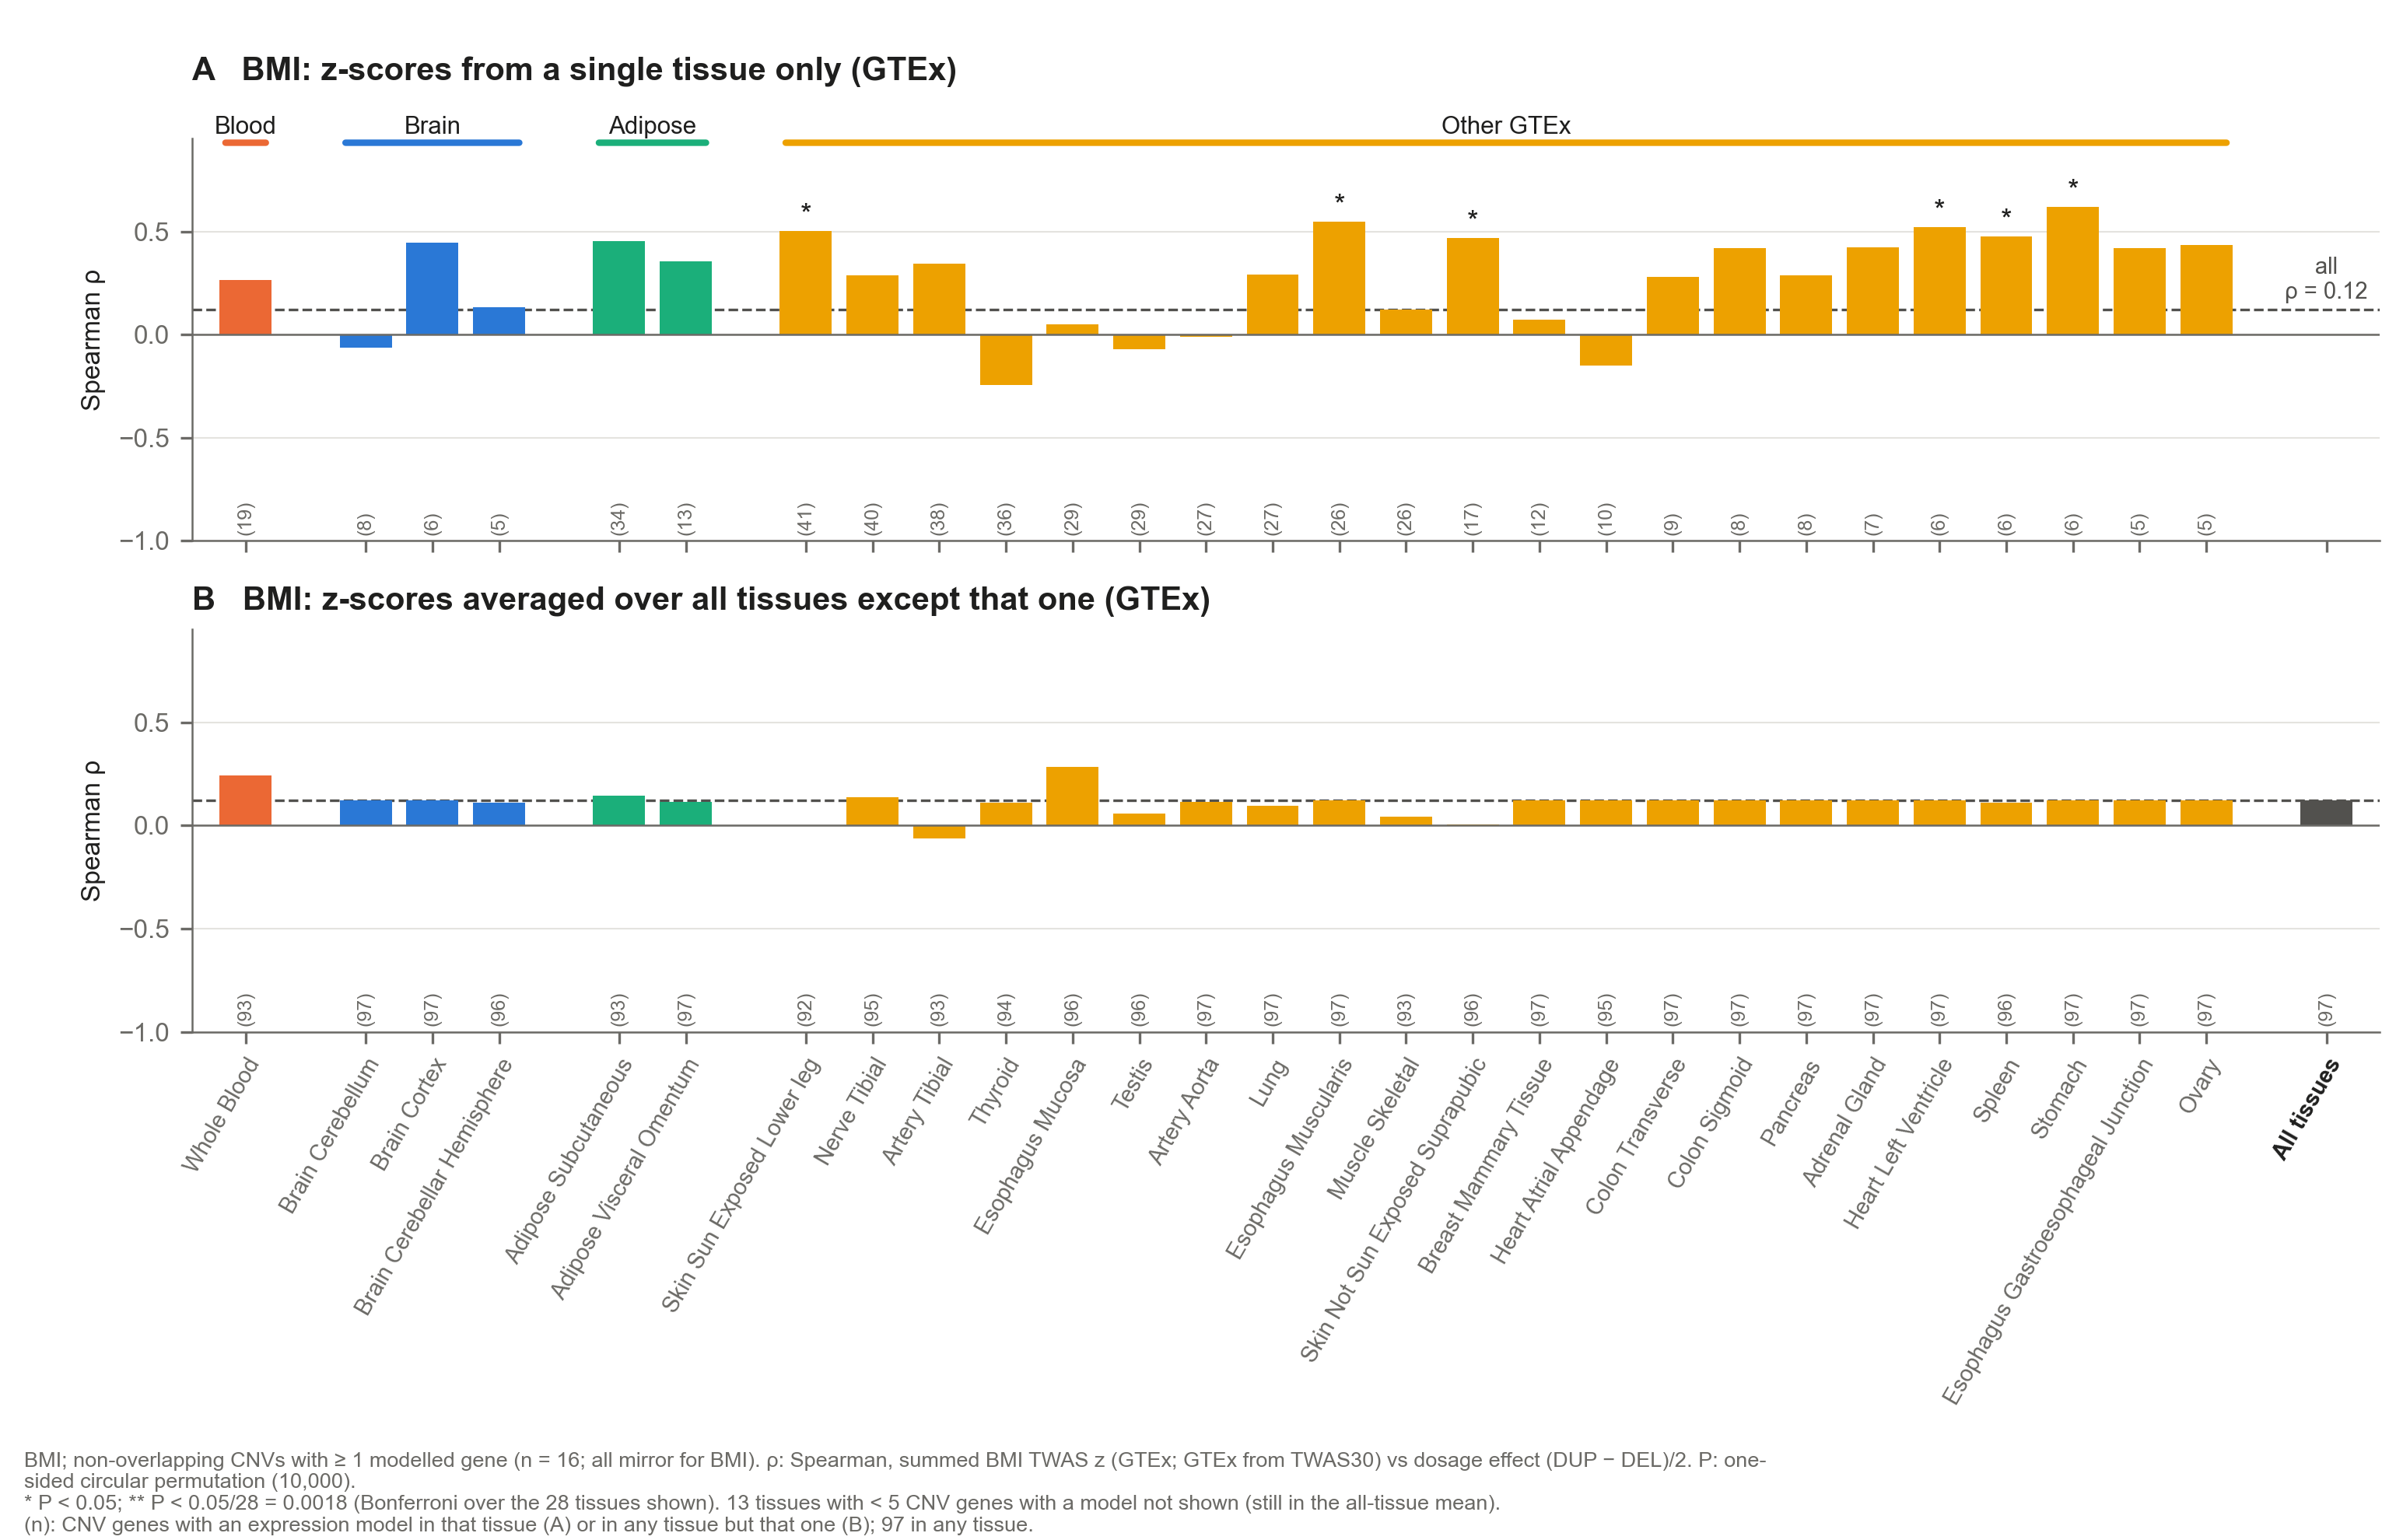 A BMI: z-scores from a single tissue only (GTEx)
Blood
Brain
Adipose
Other GTEx
Spearman ρ
0.5
0.0
−0.5
−1.0
*
*
*
*
*
*
all
ρ = 0.12
(19)
(8)
(6)
(5)
(34)
(13)
(41)
(40)
(38)
(36)
(29)
(29)
(27)
(27)
(26)
(26)
(17)
(12)
(10)
(9)
(8)
(8)
(7)
(6)
(6)
(6)
(5)
(5)
B BMI: z-scores averaged over all tissues except that one (GTEx)
Spearman ρ
0.5
0.0
−0.5
−1.0
(93)
(97)
(97)
(96)
(93)
(97)
(92)
(95)
(93)
(94)
(96)
(96)
(97)
(97)
(97)
(93)
(96)
(97)
(95)
(97)
(97)
(97)
(97)
(97)
(96)
(97)
(97)
(97)
(97)
Whole Blood
Brain Cerebellum
Brain Cortex
Brain Cerebellar Hemisphere
Adipose Subcutaneous
Adipose Visceral Omentum
Skin Sun Exposed Lower leg
Nerve Tibial
Artery Tibial
Thyroid
Esophagus Mucosa
Testis
Artery Aorta
Lung
Esophagus Muscularis
Muscle Skeletal
Skin Not Sun Exposed Suprapubic
Breast Mammary Tissue
Heart Atrial Appendage
Colon Transverse
Colon Sigmoid
Pancreas
Adrenal Gland
Heart Left Ventricle
Spleen
Stomach
Esophagus Gastroesophageal Junction
Ovary
All tissues
BMI; non-overlapping CNVs with ≥ 1 modelled gene (n = 16; all mirror for BMI). ρ: Spearman, summed BMI TWAS z (GTEx; GTEx from TWAS30) vs dosage effect (DUP − DEL)/2. P: one-
sided circular permutation (10,000).
* P < 0.05; ** P < 0.05/28 = 0.0018 (Bonferroni over the 28 tissues shown). 13 tissues with < 5 CNV genes with a model not shown (still in the all-tissue mean).
(n): CNV genes with an expression model in that tissue (A) or in any tissue but that one (B); 97 in any tissue.